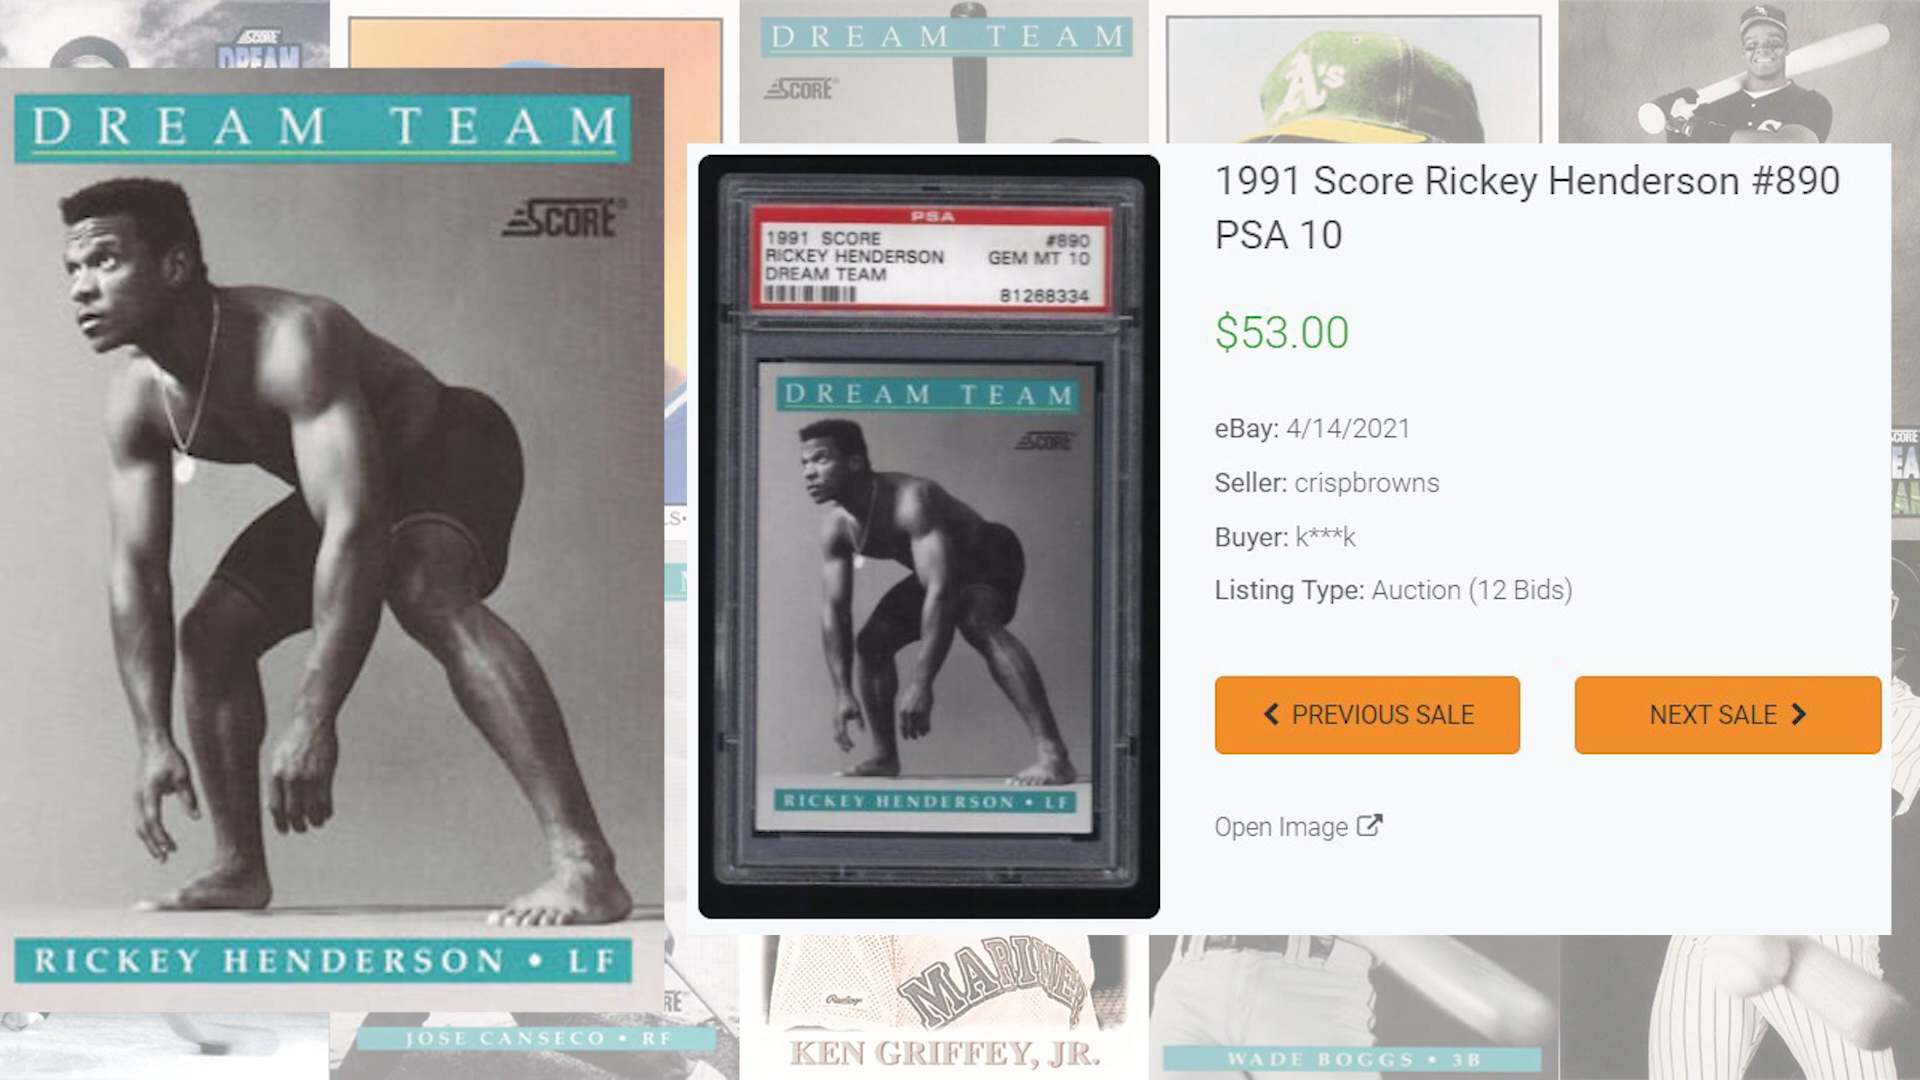 SCORE
DREAM
DREAM TEAM
SCORE
A's
DREAM TEAM
SCORE
RICKEY HENDERSON • LF
PSA
1991 SCORE #890
RICKEY HENDERSON GEM MT 10
DREAM TEAM
81268334
DREAM TEAM
SCORE
RICKEY HENDERSON • LF
1991 Score Rickey Henderson #890
PSA 10
$53.00
eBay: 4/14/2021
Seller: crispbrowns
Buyer: k***k
Listing Type: Auction (12 Bids)
PREVIOUS SALE
NEXT SALE
Open Image
JOSE CANSECO • RF
Rawlings
MARINE
KEN GRIFFEY, JR.
WADE BOGGS • 3B